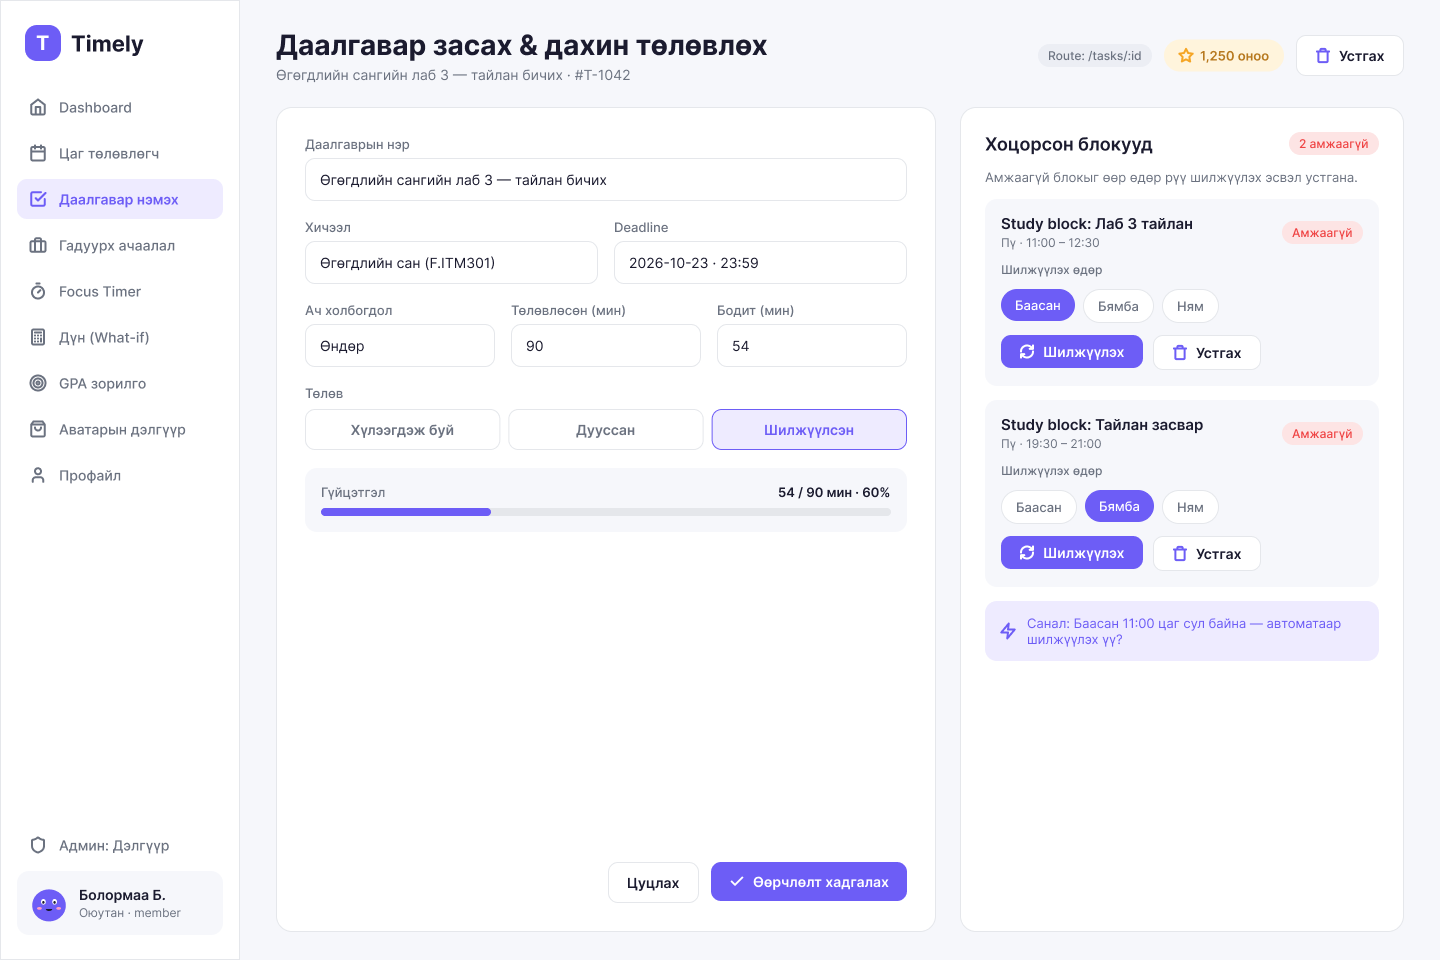 T Timely
Dashboard
Цаг төлөвлөгч
Даалгавар нэмэх
Гадуурх ачаалал
Focus Timer
Дүн (What-if)
GPA зорилго
Аватарын дэлгүүр
Профайл
Админ: Дэлгүүр
Болормаа Б.
Оюутан · member
Даалгавар засах & дахин төлөвлөх
Өгөгдлийн сангийн лаб 3 — тайлан бичих · #T-1042
Route: /tasks/:id
1,250 оноо
Устгах
Даалгаврын нэр
Өгөгдлийн сангийн лаб 3 — тайлан бичих
Хичээл
Deadline
Өгөгдлийн сан (F.ITM301)
2026-10-23 · 23:59
Ач холбогдол
Төлөвлөсөн (мин)
Бодит (мин)
Өндөр
90
54
Төлөв
Хүлээгдэж буй
Дууссан
Шилжүүлсэн
Гүйцэтгэл
54 / 90 мин · 60%
Цуцлах
Өөрчлөлт хадгалах
Хоцорсон блокууд
2 амжаагүй
Амжаагүй блокыг өөр өдөр рүү шилжүүлэх эсвэл устгана.
Study block: Лаб 3 тайлан
Пү · 11:00 – 12:30
Амжаагүй
Шилжүүлэх өдөр
Баасан
Бямба
Ням
Шилжүүлэх
Устгах
Study block: Тайлан засвар
Пү · 19:30 – 21:00
Амжаагүй
Шилжүүлэх өдөр
Баасан
Бямба
Ням
Шилжүүлэх
Устгах
Санал: Баасан 11:00 цаг сул байна — автоматаар
шилжүүлэх үү?